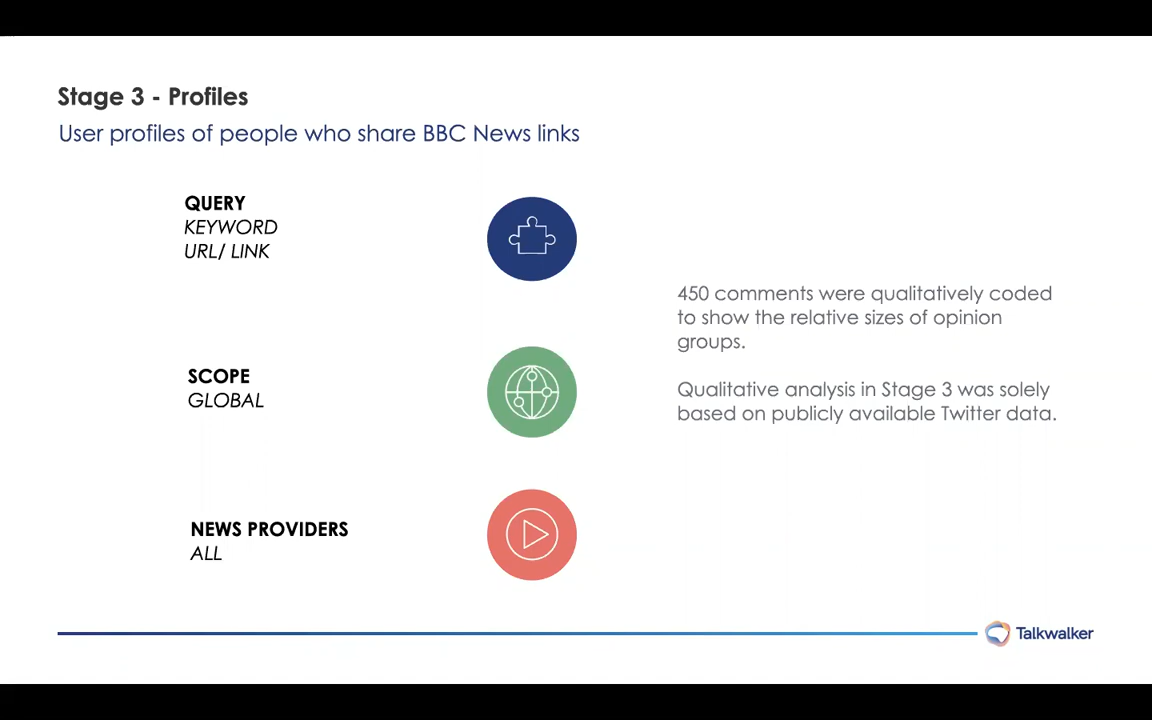 Stage 3 - Profiles
User profiles of people who share BBC News links
QUERY
KEYWORD
URL/ LINK
450 comments were qualitatively coded
to show the relative sizes of opinion
groups.
Qualitative analysis in Stage 3 was solely
based on publicly available Twitter data.
SCOPE
GLOBAL
NEWS PROVIDERS
ALL
Talkwalker